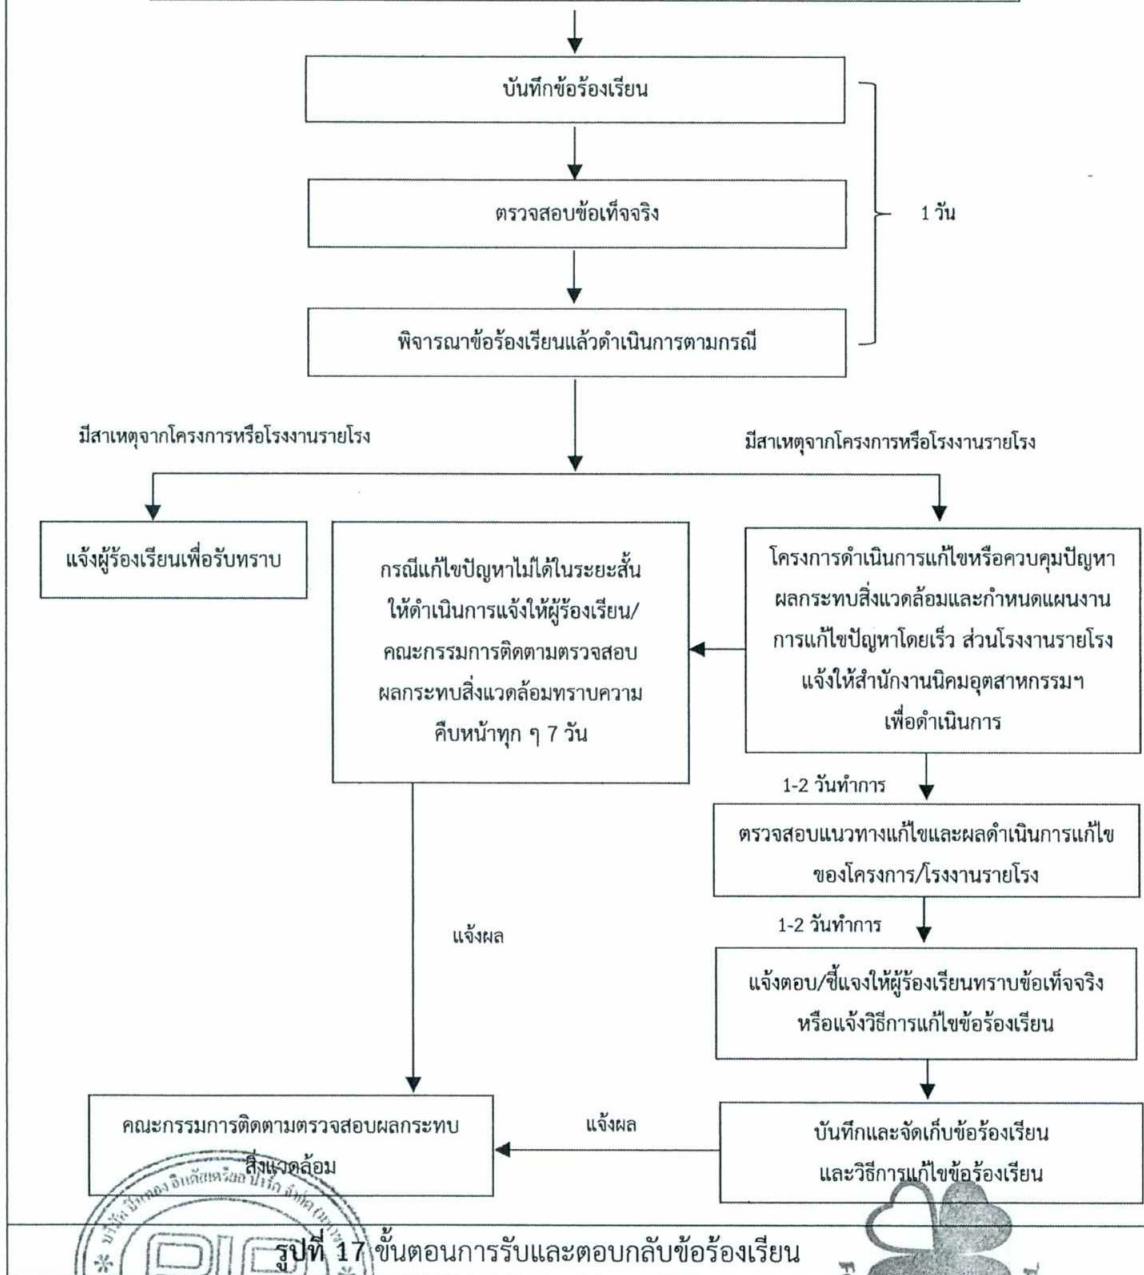 บันทึกข้อร้องเรียน
ตรวจสอบข้อเท็จจริง
1 วัน
พิจารณาข้อร้องเรียนแล้วดำเนินการตามกรณี
มีสาเหตุจากโครงการหรือโรงงานรายโรง
มีสาเหตุจากโครงการหรือโรงงานรายโรง
แจ้งผู้ร้องเรียนเพื่อรับทราบ
กรณีแก้ไขปัญหาไม่ได้ในระยะสั้น
ให้ดำเนินการแจ้งให้ผู้ร้องเรียน/
คณะกรรมการติดตามตรวจสอบ
ผลกระทบสิ่งแวดล้อมทราบความ
คืบหน้าทุก ๆ 7 วัน
โครงการดำเนินการแก้ไขหรือควบคุมปัญหา
ผลกระทบสิ่งแวดล้อมและกำหนดแผนงาน
การแก้ไขปัญหาโดยเร็ว ส่วนโรงงานรายโรง
แจ้งให้สำนักงานนิคมอุตสาหกรรมฯ
เพื่อดำเนินการ
1-2 วันทำการ
ตรวจสอบแนวทางแก้ไขและผลดำเนินการแก้ไข
ของโครงการ/โรงงานรายโรง
1-2 วันทำการ
แจ้งผล
แจ้งตอบ/ชี้แจงให้ผู้ร้องเรียนทราบข้อเท็จจริง
หรือแจ้งวิธีการแก้ไขข้อร้องเรียน
คณะกรรมการติดตามตรวจสอบผลกระทบ
สิ่งแวดล้อม
แจ้งผล
บันทึกและจัดเก็บข้อร้องเรียน
และวิธีการแก้ไขข้อร้องเรียน
รูปที่ 17 ขั้นตอนการรับและตอบกลับข้อร้องเรียน